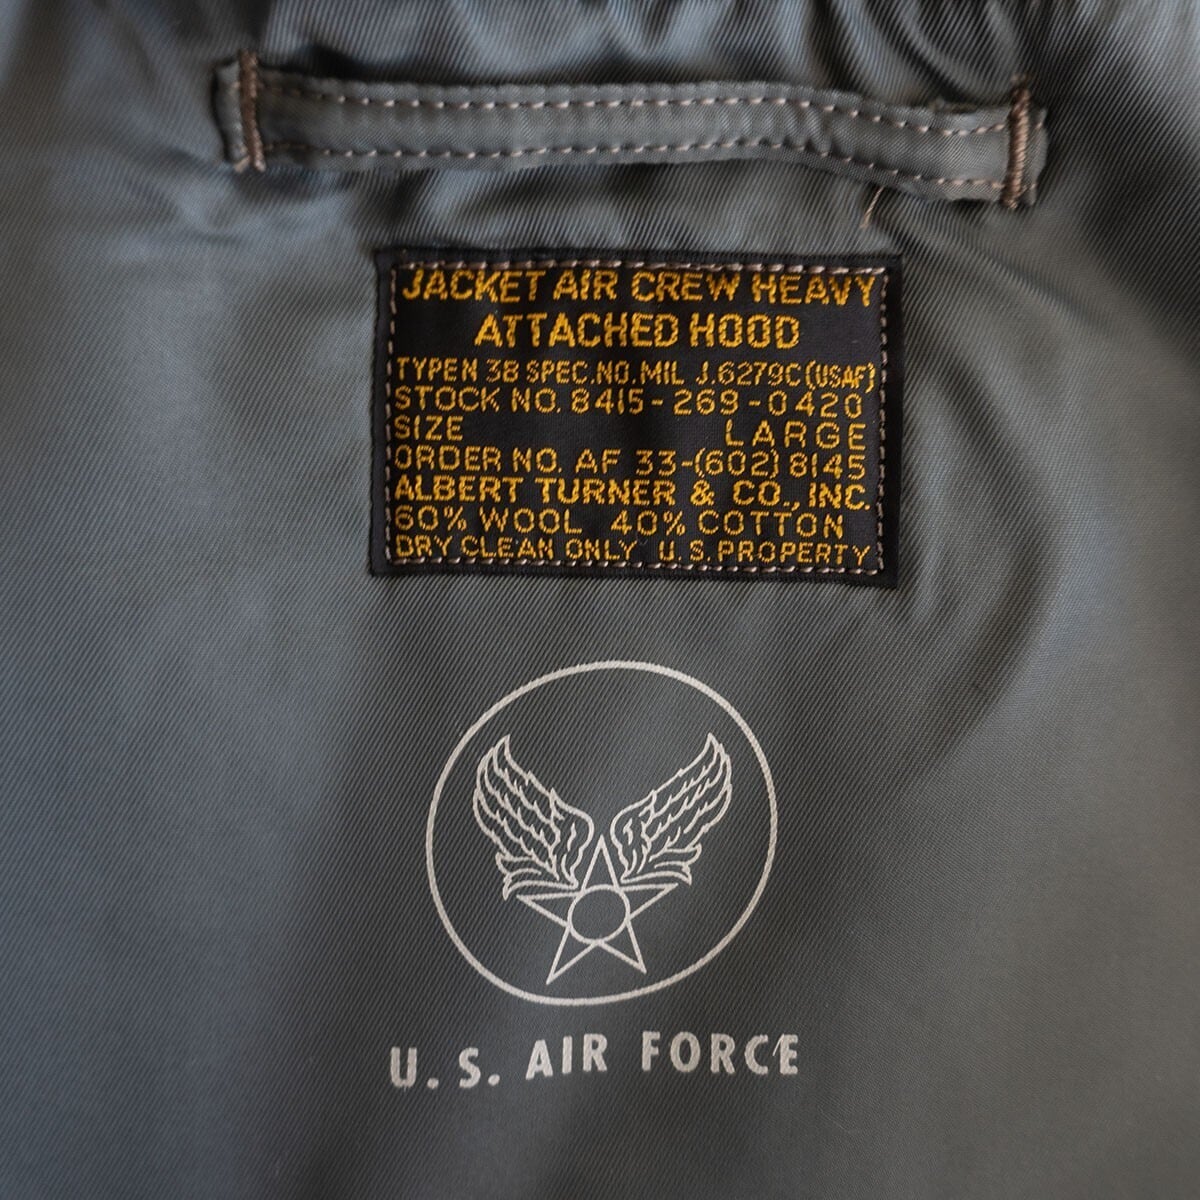 JACKET AIR CREW HEAVY
ATTACHED HOOD
TYPE N 3B SPEC.NO.MIL J.6279C(USAF)
STOCK NO. 8415-269-0420
SIZE LARGE
ORDER NO. AF 33-(602) 8145
ALBERT TURNER & CO., INC.
60% WOOL 40% COTTON
DRY CLEAN ONLY U.S.PROPERTY
U.S. AIR FORCE